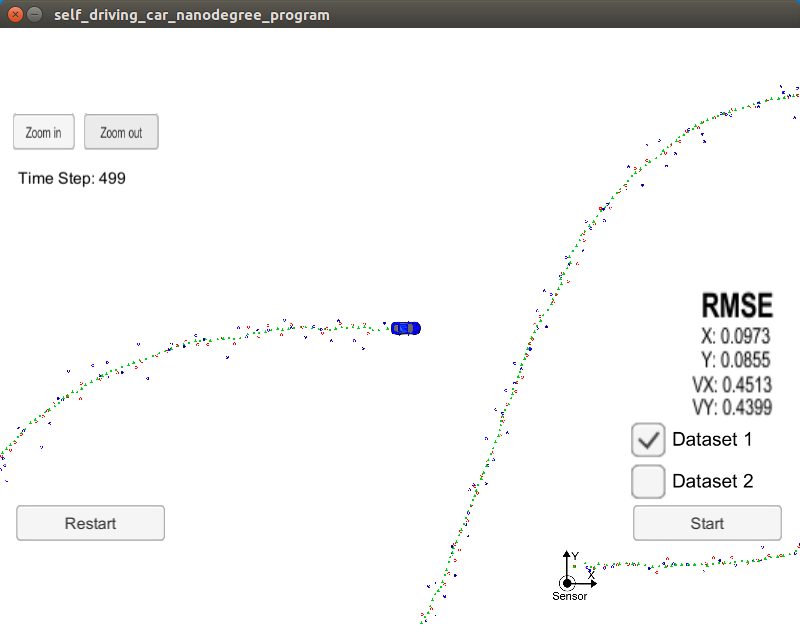 self_driving_car_nanodegree_program
Zoom in
Zoom out
Time Step: 499
RMSE
X: 0.0973
Y: 0.0855
VX: 0.4513
VY: 0.4399
Dataset 1
Dataset 2
Restart
Start
Y
X
Sensor